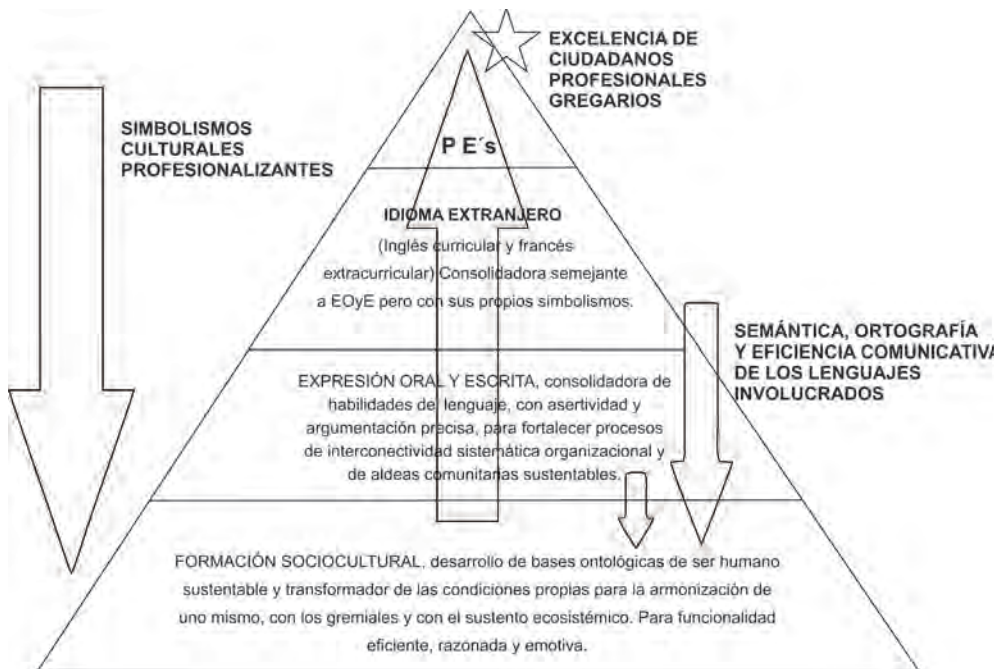 EXCELENCIA DE
CIUDADANOS
PROFESIONALES
GREGARIOS
SIMBOLISMOS
CULTURALES
PROFESIONALIZANTES
P E´s
IDIOMA EXTRANJERO
(Inglés curricular y francés
extracurricular) Consolidadora semejante
a EOyE pero con sus propios simbolismos.
SEMÁNTICA, ORTOGRAFÍA
Y EFICIENCIA COMUNICATIVA
DE LOS LENGUAJES
INVOLUCRADOS
EXPRESIÓN ORAL Y ESCRITA, consolidadora de
habilidades de lenguaje, con asertividad y
argumentación precisa, para fortalecer procesos
de interconectividad sistemática organizacional y
de aldeas comunitarias sustentables.
FORMACIÓN SOCIOCULTURAL, desarrollo de bases ontológicas de ser humano
sustentable y transformador de las condiciones propias para la armonización de
uno mismo, con los gremiales y con el sustento ecosistémico. Para funcionalidad
eficiente, razonada y emotiva.